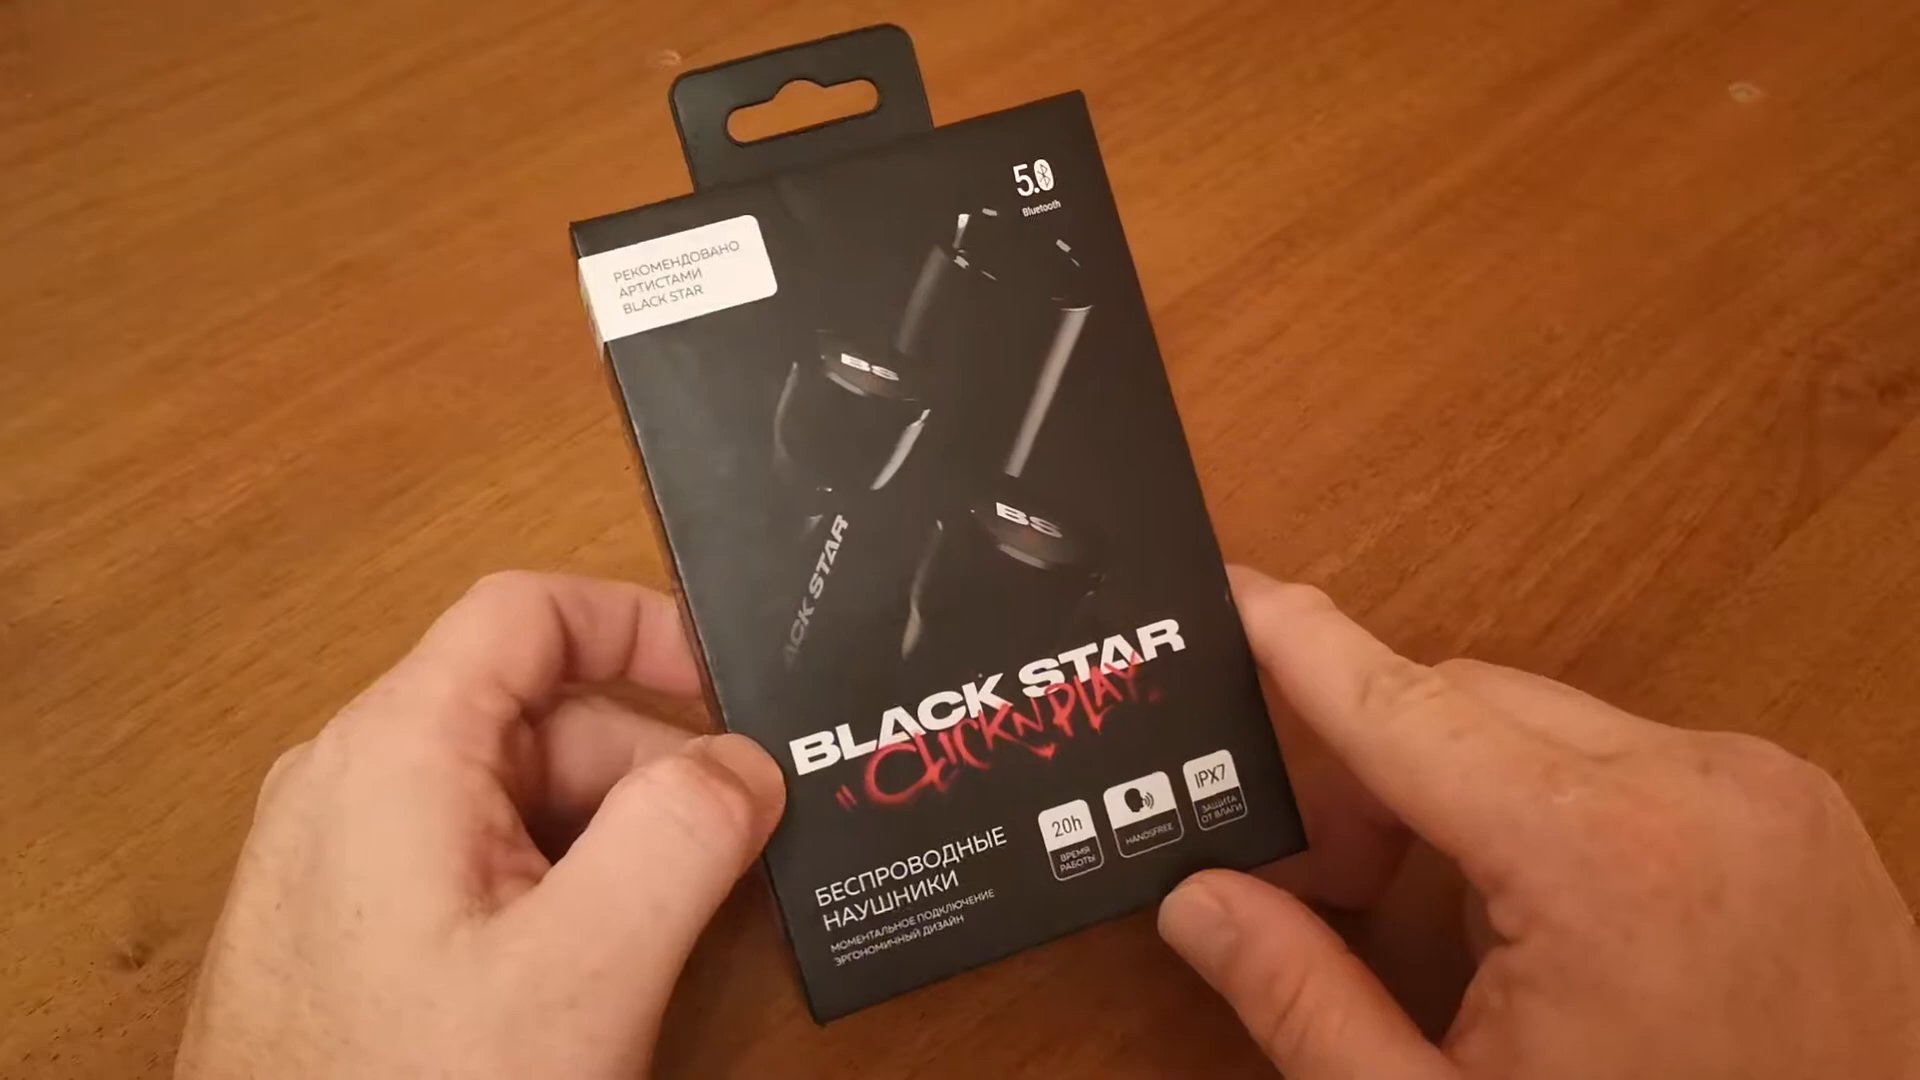 5.0
Bluetooth
РЕКОМЕНДОВАНО
АРТИСТАМИ
BLACK STAR
BS
BS
ACK STAR
BLACK STAR
"CLICK N PLAY"
20h
ВРЕМЯ
РАБОТЫ
HANDSFREE
IPX7
ЗАЩИТА
ОТ ВЛАГИ
БЕСПРОВОДНЫЕ
НАУШНИКИ
МОМЕНТАЛЬНОЕ ПОДКЛЮЧЕНИЕ
ЭРГОНОМИЧНЫЙ ДИЗАЙН